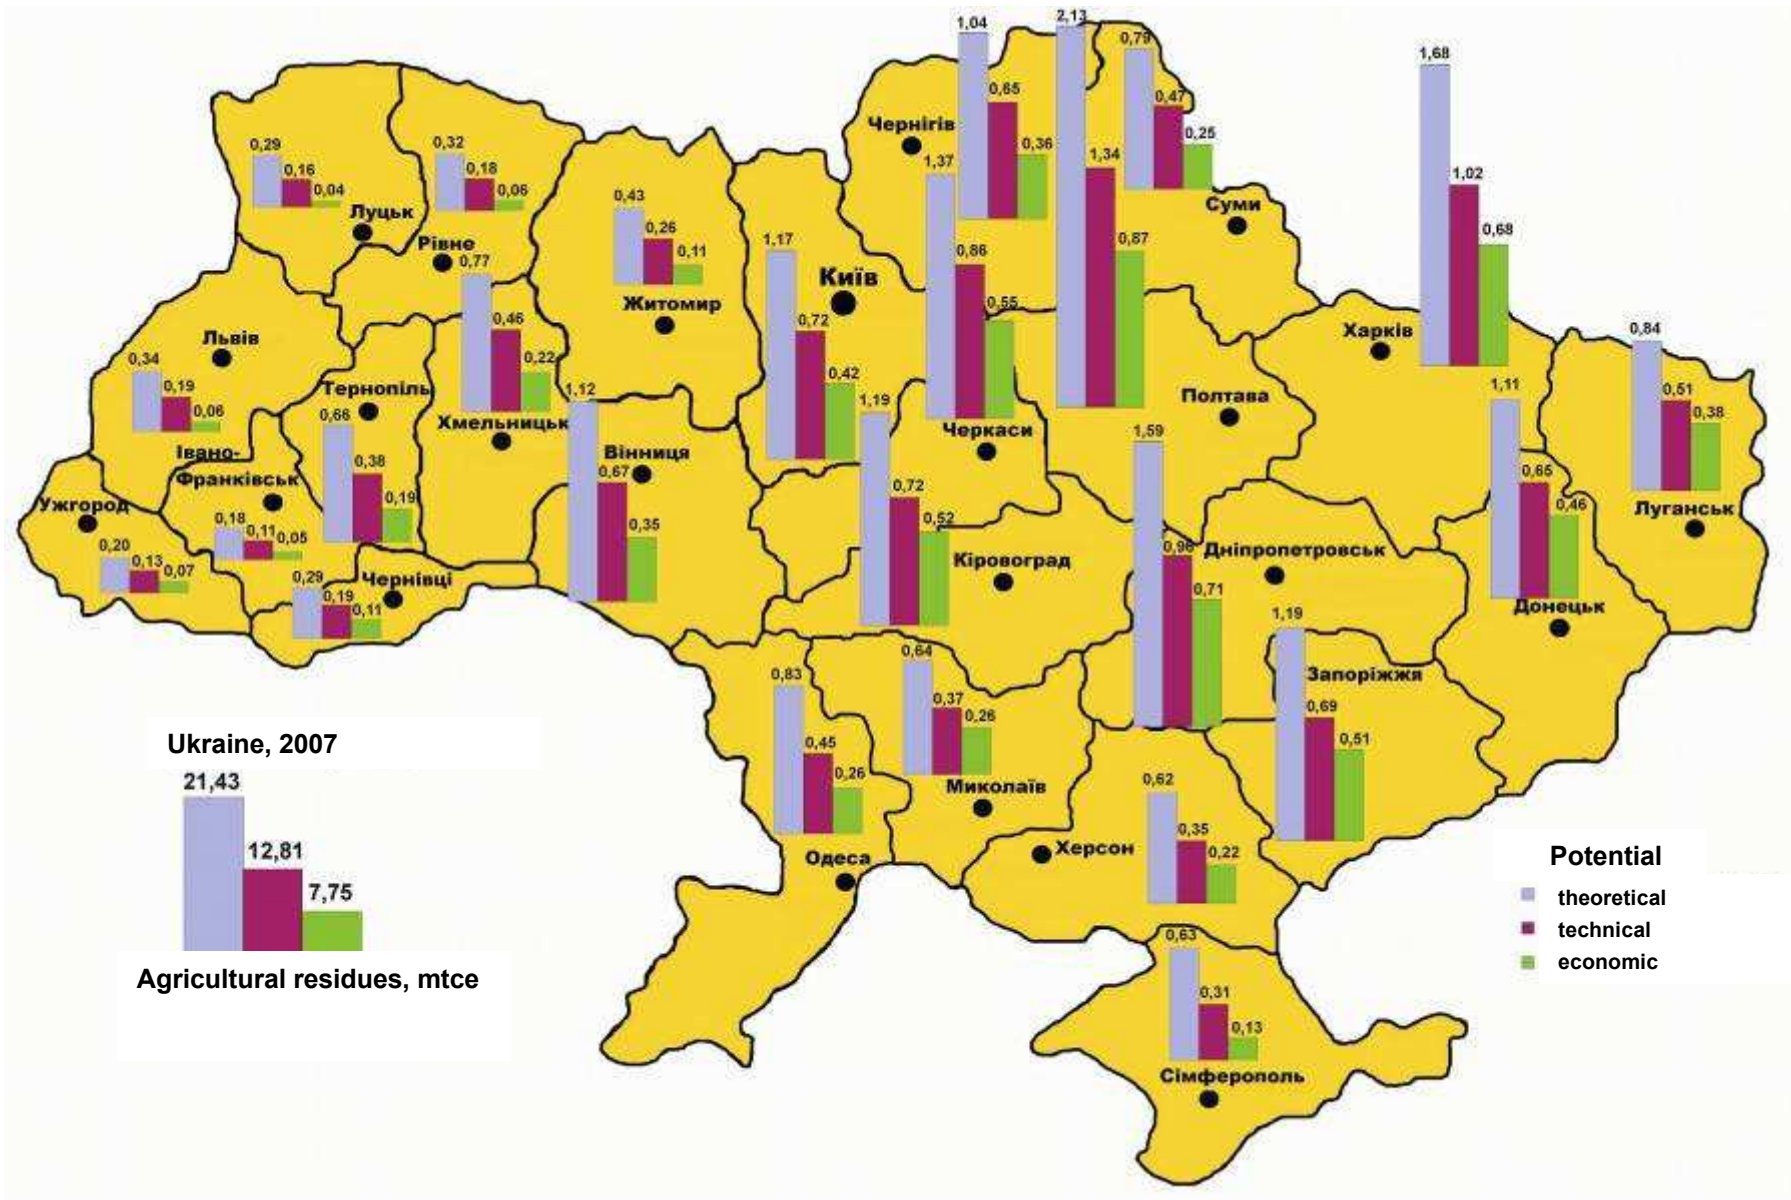 1,04
2,13
0,79
1,68
0,65
0,47
Чернігів
0,25
0,36
1,37
1,34
1,02
0,29
0,16
0,04
Луцьк
0,32
0,18
0,06
Рівне
0,43
0,26
0,11
Житомир
Суми
0,68
0,87
0,86
0,55
1,17
0,72
0,42
Київ
0,77
0,46
0,22
Хмельницьк
Харків
0,84
0,51
0,38
Луганськ
Львів
0,34
0,19
0,06
Тернопіль
0,66
0,38
0,19
1,12
0,67
0,35
Вінниця
1,19
0,72
0,52
Черкаси
Полтава
1,11
0,65
0,46
Донецьк
Івано-
Франківськ
0,18
0,11
0,05
Ужгород
0,20
0,13
0,07
0,29
0,19
0,11
Чернівці
Кіровоград
1,59
0,96
0,71
Дніпропетровськ
1,19
0,69
0,51
Запоріжжя
0,83
0,45
0,26
Одеса
0,64
0,37
0,26
Миколаїв
0,62
0,35
0,22
Херсон
0,63
0,31
0,13
Сімферополь
Ukraine, 2007
21,43
12,81
7,75
Agricultural residues, mtce
Potential
theoretical
technical
economic